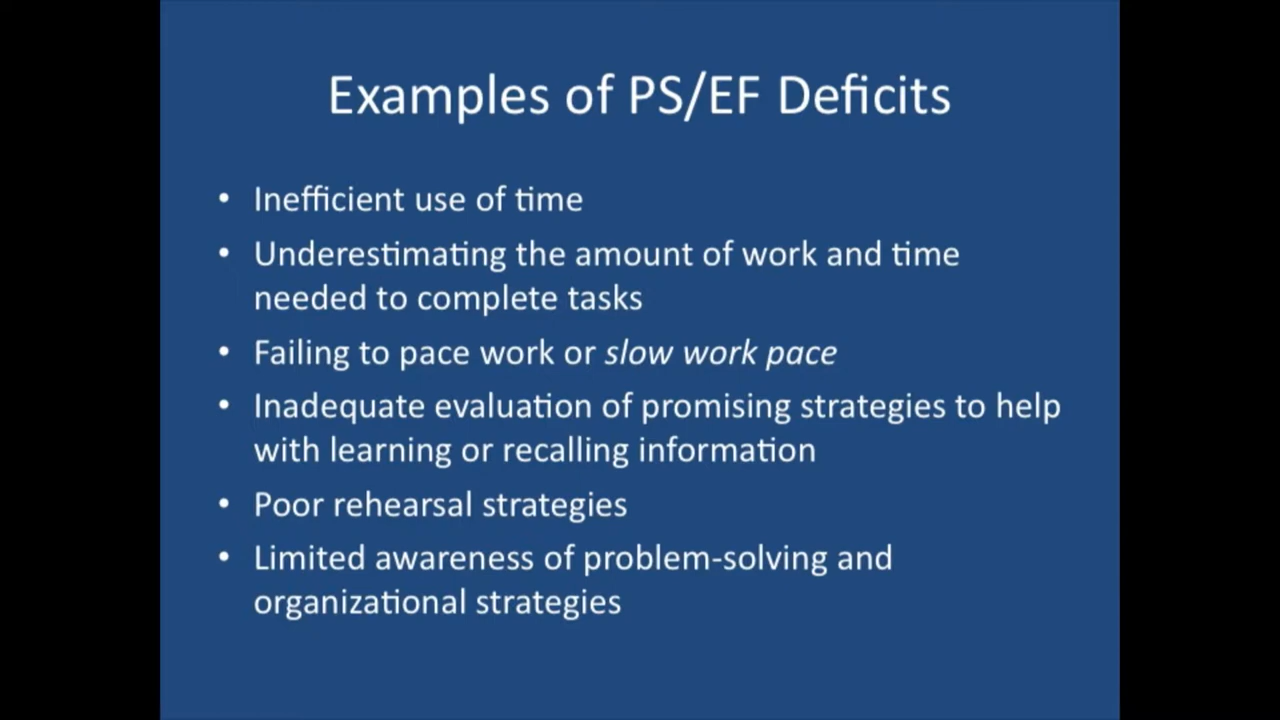 Examples of PS/EF Deficits
• Inefficient use of time
• Underestimating the amount of work and time
needed to complete tasks
• Failing to pace work or slow work pace
• Inadequate evaluation of promising strategies to help
with learning or recalling information
• Poor rehearsal strategies
• Limited awareness of problem-solving and
organizational strategies